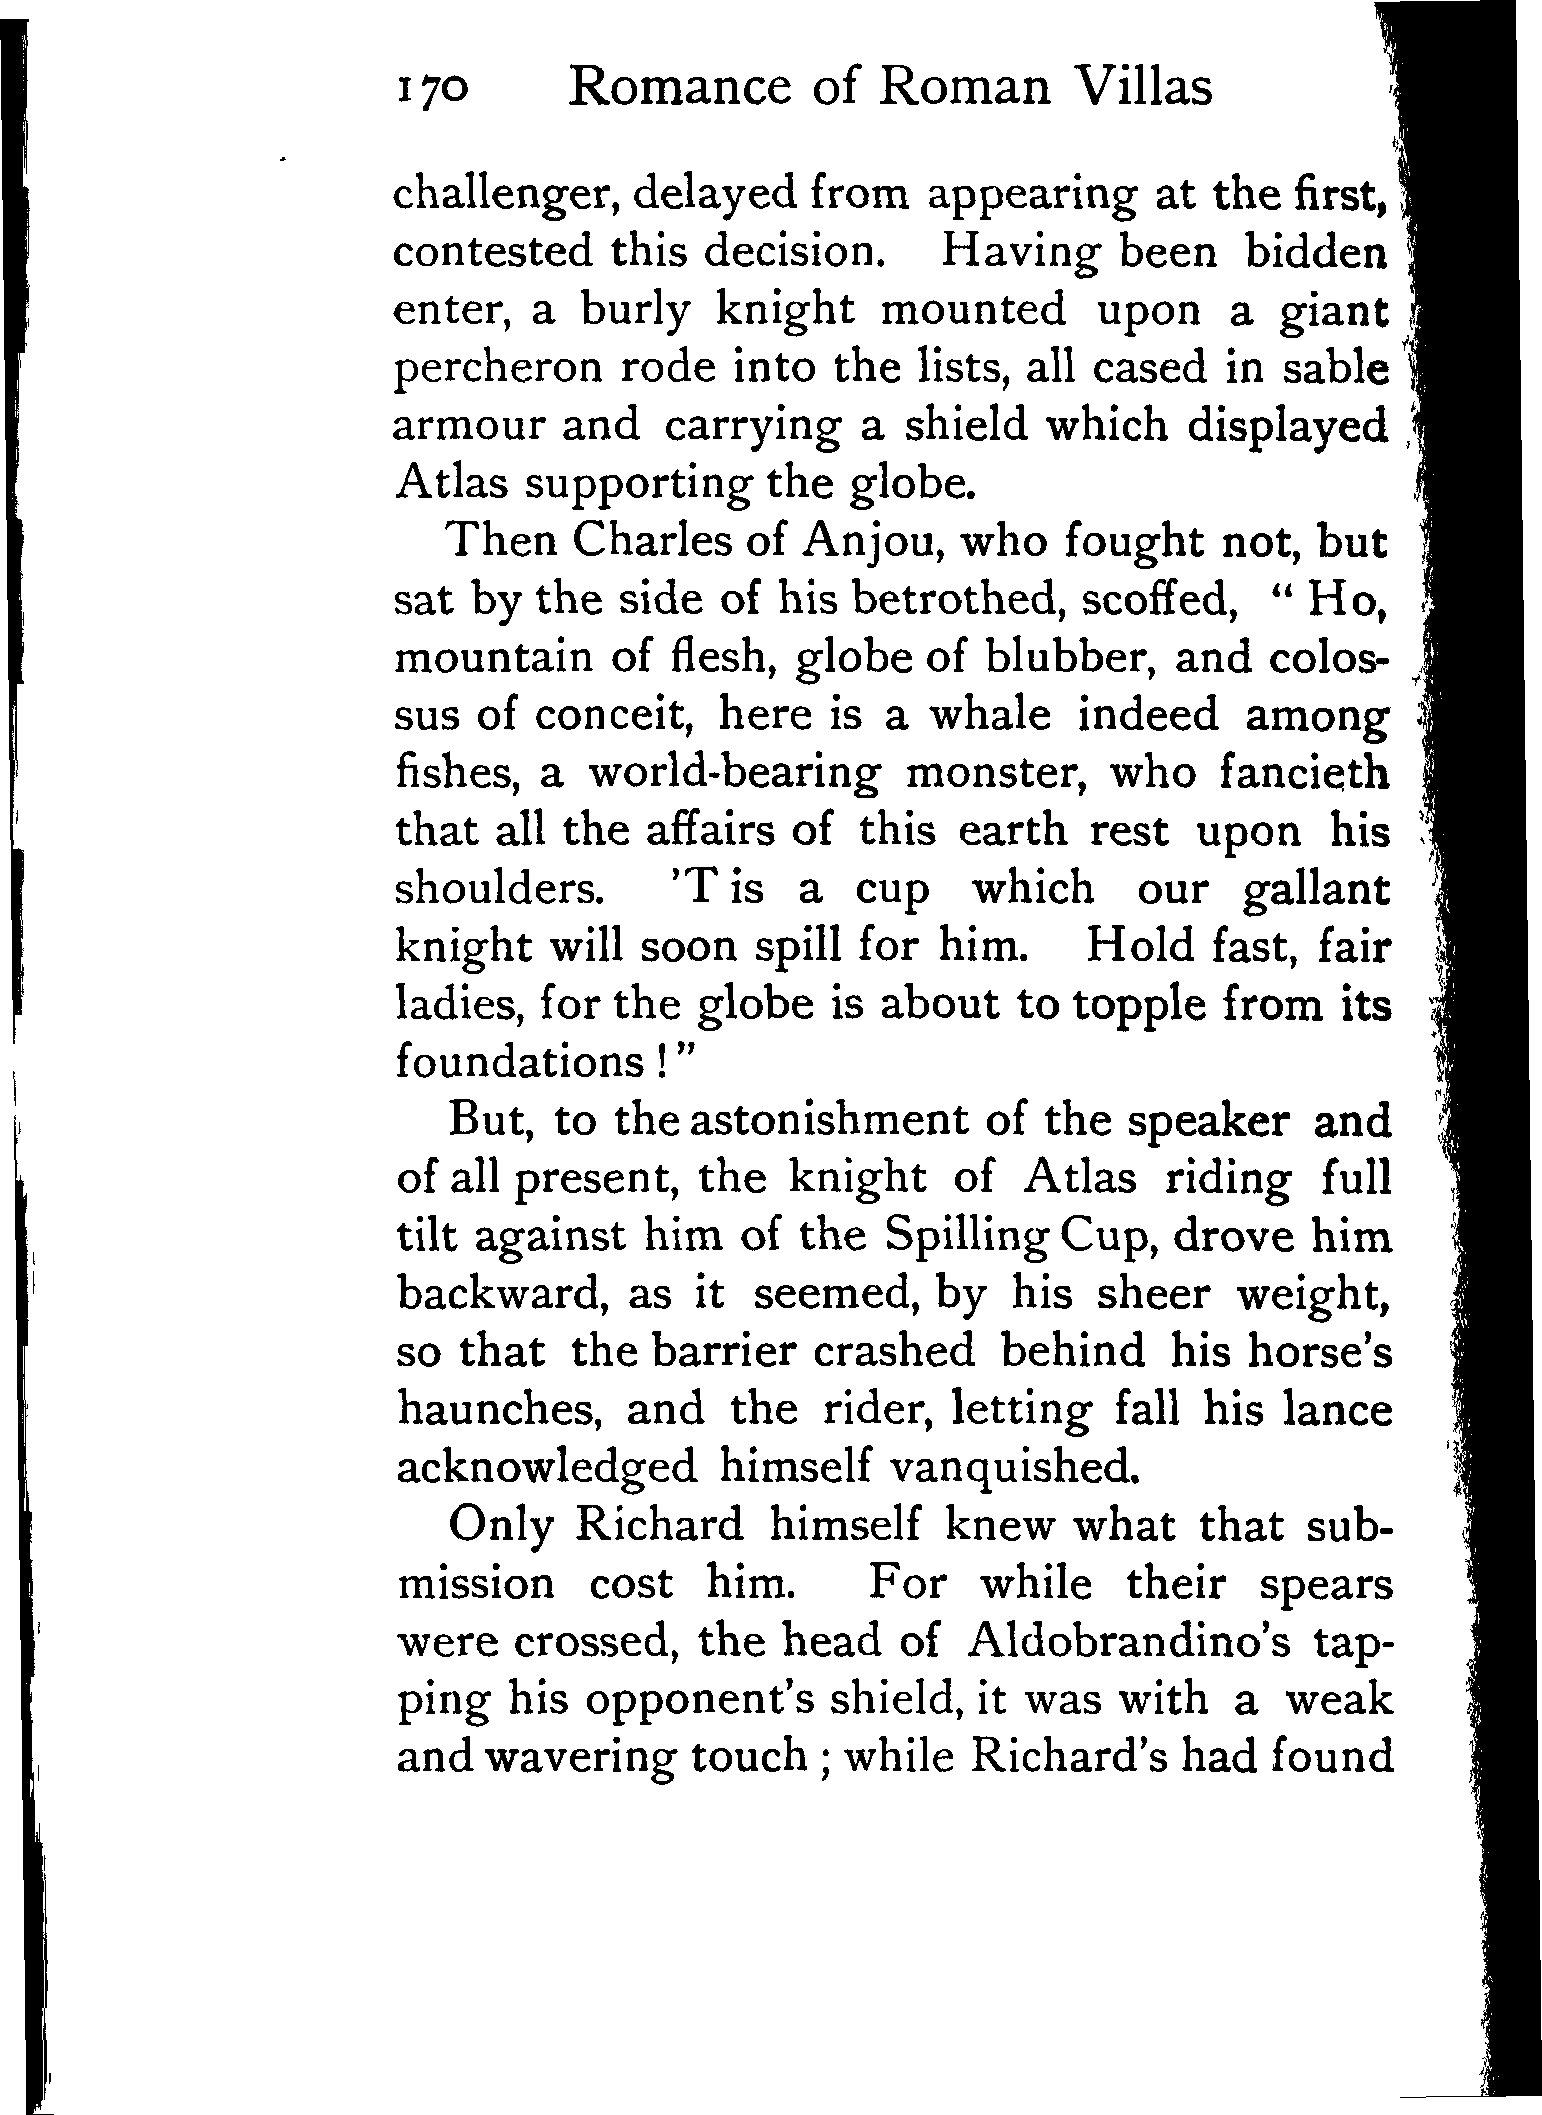 170 Romance of Roman Villas
challenger, delayed from appearing at the first,
contested this decision. Having been bidden
enter, a burly knight mounted upon a giant
percheron rode into the lists, all cased in sable
armour and carrying a shield which displayed
Atlas supporting the globe.
Then Charles of Anjou, who fought not, but
sat by the side of his betrothed, scoffed, “ Ho,
mountain of flesh, globe of blubber, and colos-
sus of conceit, here is a whale indeed among
fishes, a world-bearing monster, who fancieth
that all the affairs of this earth rest upon his
shoulders. ’T is a cup which our gallant
knight will soon spill for him. Hold fast, fair
ladies, for the globe is about to topple from its
foundations ! ”
But, to the astonishment of the speaker and
of all present, the knight of Atlas riding full
tilt against him of the Spilling Cup, drove him
backward, as it seemed, by his sheer weight,
so that the barrier crashed behind his horse’s
haunches, and the rider, letting fall his lance
acknowledged himself vanquished.
Only Richard himself knew what that sub-
mission cost him. For while their spears
were crossed, the head of Aldobrandino’s tap-
ping his opponent’s shield, it was with a weak
and wavering touch ; while Richard’s had found